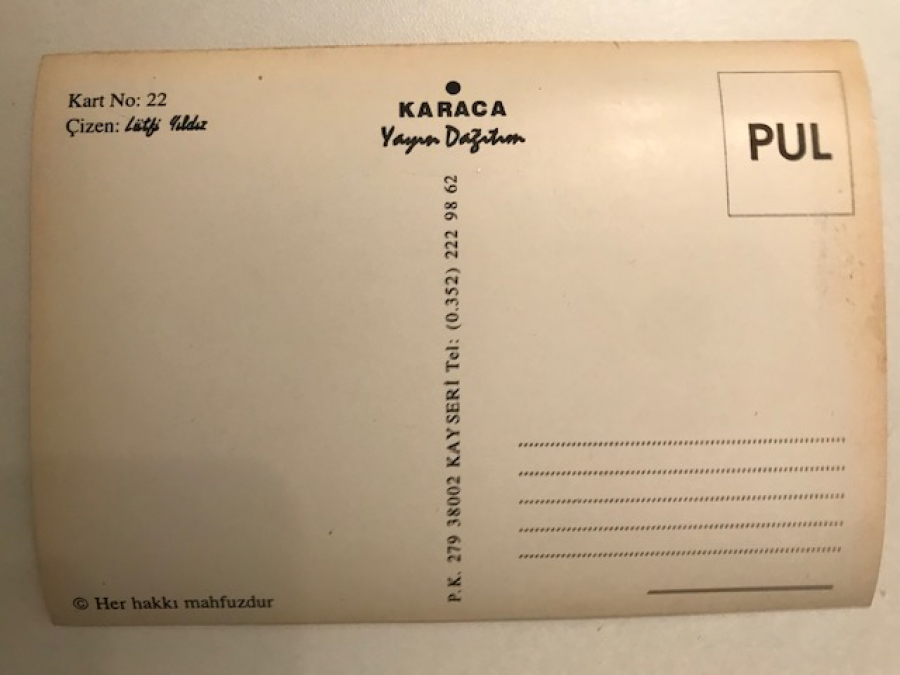 Kart No: 22
Çizen: Lütfi Yıldız
KARACA
Yayın Dağıtım
P.K. 279 38002 KAYSERİ Tel: (0.352) 222 98 62
PUL
© Her hakkı mahfuzdur